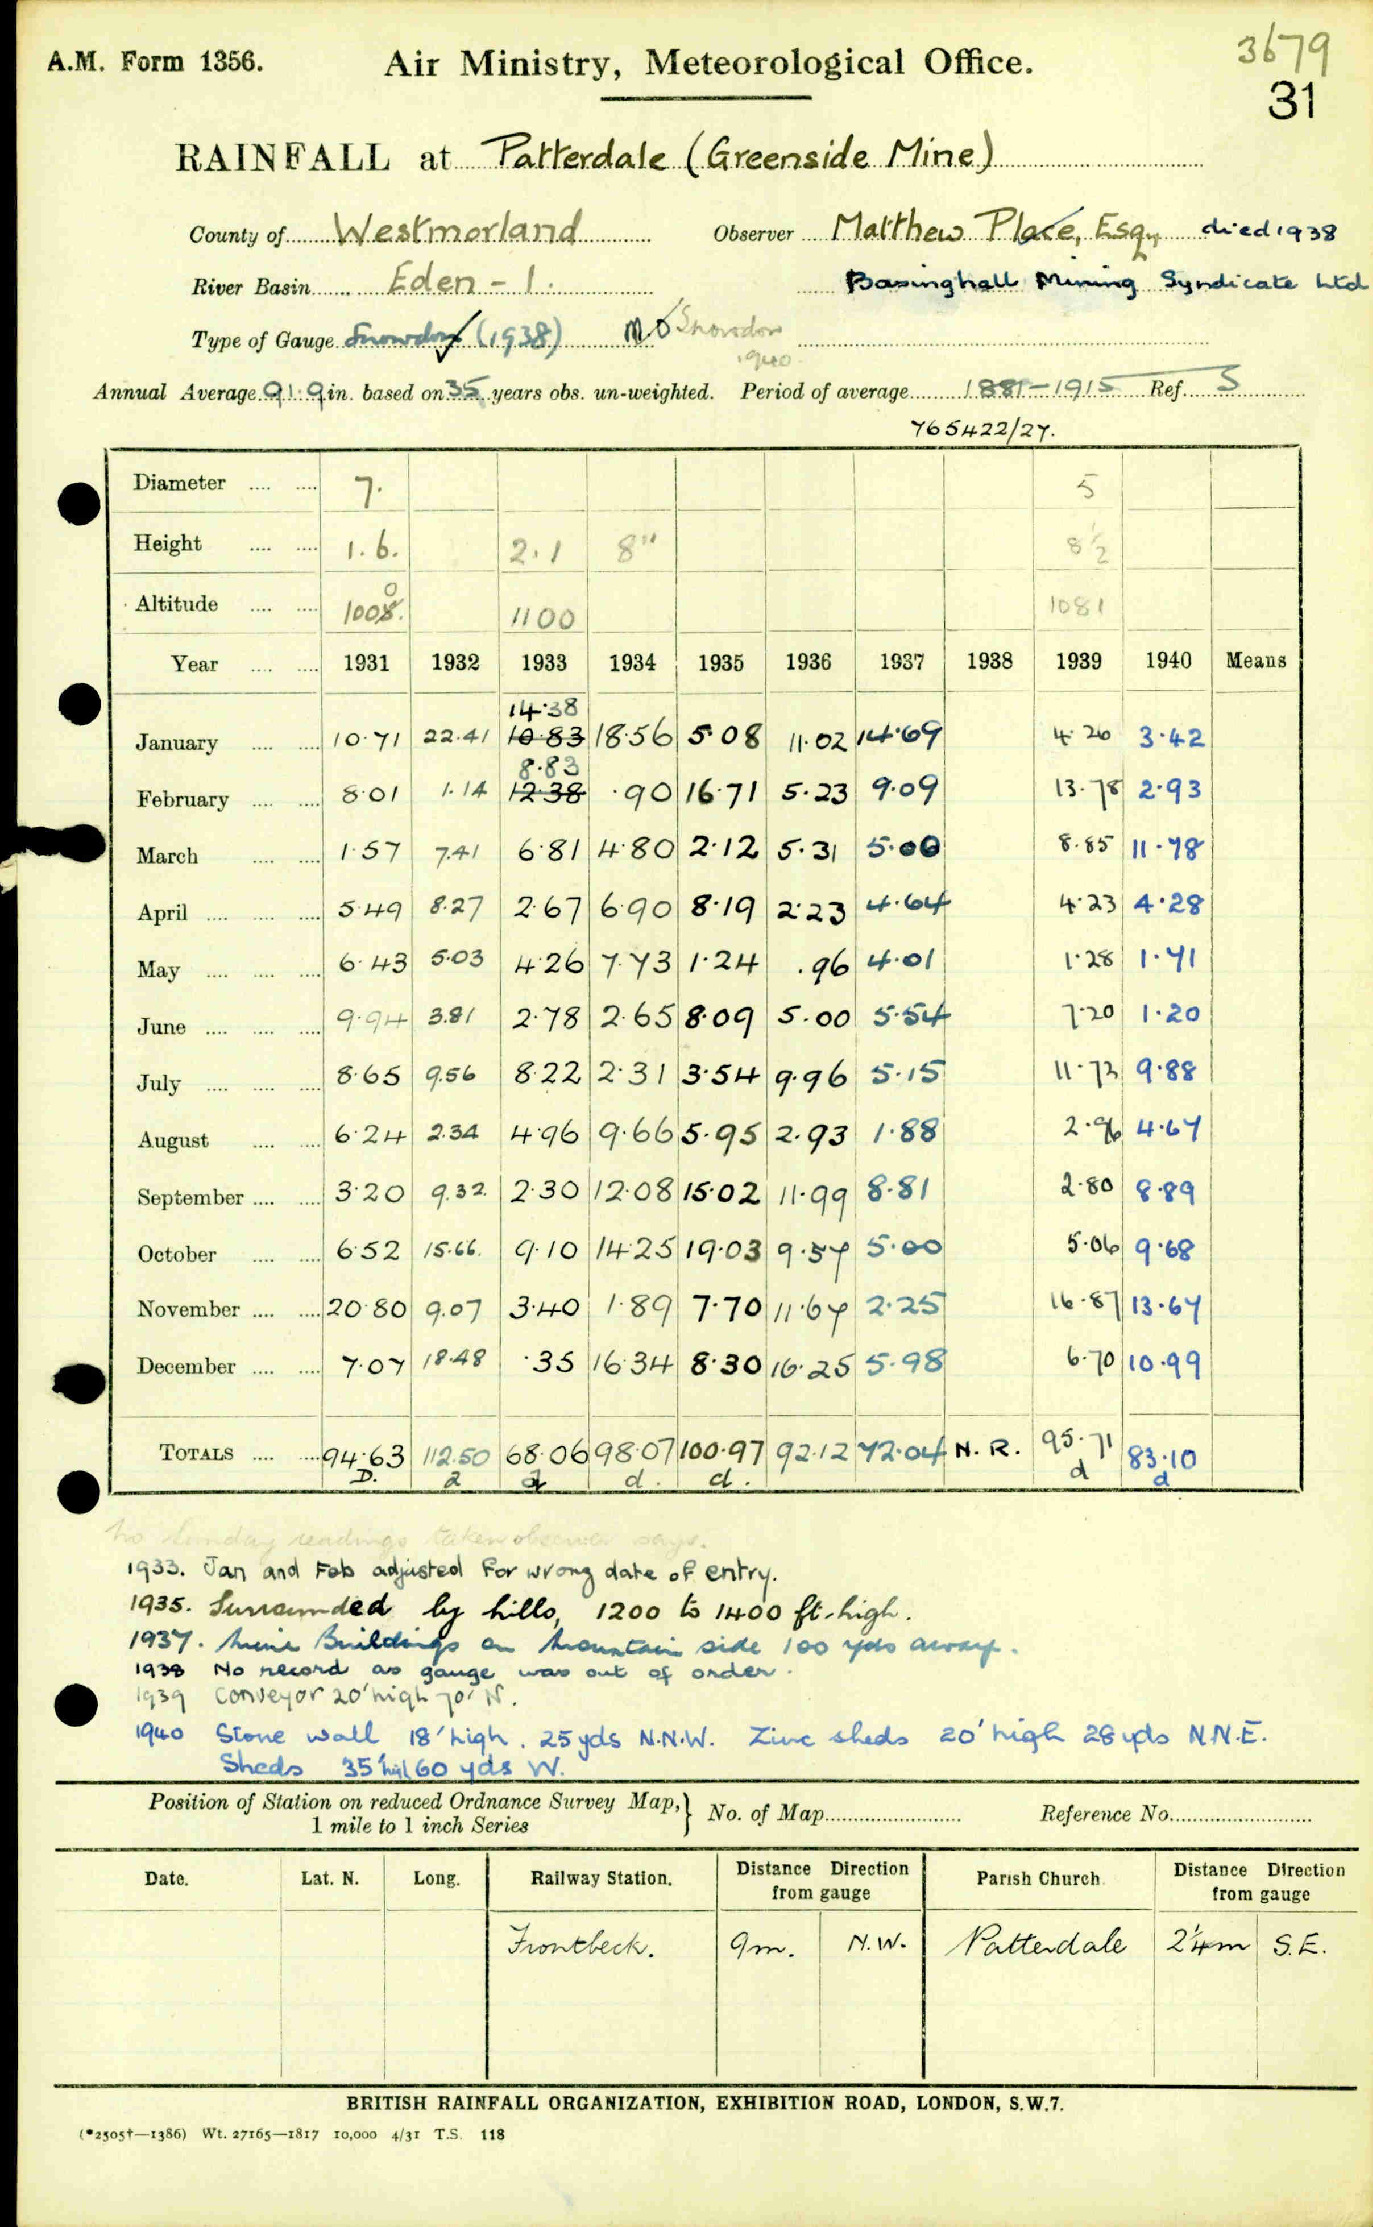 A.M. Form 1356.
Air Ministry, Meteorological Office.
3679
31
RAINFALL at Patterdale (Greenside Mine)
County of Westmorland Observer Matthew Place, Esq. died 1938
River Basin Eden - 1. Basinghall Mining Syndicate Ltd
Type of Gauge Snowdon (1938) MO Snowdon
1940
Annual Average 91.9 in. based on 35 years obs. un-weighted. Period of average 1881-1915 Ref. S
765422/27.
Diameter 7. 5
Height 1.6. 2.1 8" 8½
Altitude 1008. 0 1100 1081
Year 1931 1932 1933 1934 1935 1936 1937 1938 1939 1940 Means
14.38
January 10.71 22.41 10.83 18.56 5.08 11.02 14.69 4.26 3.42
8.83
February 8.01 1.14 12.38 .90 16.71 5.23 9.09 13.78 2.93
March 1.57 7.41 6.81 4.80 2.12 5.31 5.00 8.85 11.78
April 5.49 8.27 2.67 6.90 8.19 2.23 4.64 4.23 4.28
May 6.43 5.03 4.26 7.73 1.24 .96 4.01 1.28 1.71
June 9.94 3.81 2.78 2.65 8.09 5.00 5.54 7.20 1.20
July 8.65 9.56 8.22 2.31 3.54 9.96 5.15 11.72 9.88
August 6.24 2.34 4.96 9.66 5.95 2.93 1.88 2.96 4.67
September 3.20 9.32. 2.30 12.08 15.02 11.99 8.81 2.80 8.89
October 6.52 15.66. 9.10 14.25 19.03 9.57 5.00 5.06 9.68
November 20.80 9.07 3.40 1.89 7.70 11.67 2.25 16.87 13.67
December 7.07 18.48 .35 16.34 8.30 16.25 5.98 6.70 10.99
TOTALS 94.63 112.50 68.06 98.07 100.97 92.12 72.04 N. R. 95.71 83.10
D. d d d. d. d d
No Sunday readings taken observer says.
1933. Jan and Feb adjusted for wrong date of entry.
1935. Surrounded by hills, 1200 to 1400 ft. high.
1937. Mine Buildings on Mountain side 100 yds away.
1938 No record as gauge was out of order.
1939 Conveyor 20' high 70' N.
1940 Stone wall 18' high. 25 yds N.N.W. Zinc sheds 20' high 28 yds N.N.E.
Sheds 35' high 60 yds W.
Position of Station on reduced Ordnance Survey Map, 1 mile to 1 inch Series } No. of Map Reference No.
Date. Lat. N. Long. Railway Station. Distance Direction from gauge Parish Church Distance Direction from gauge
Frontbeck. 9m. N.W. Patterdale 2¼m S.E.
BRITISH RAINFALL ORGANIZATION, EXHIBITION ROAD, LONDON, S.W.7.
(*2505†—1386) Wt. 27165—1817 10,000 4/31 T.S. 118